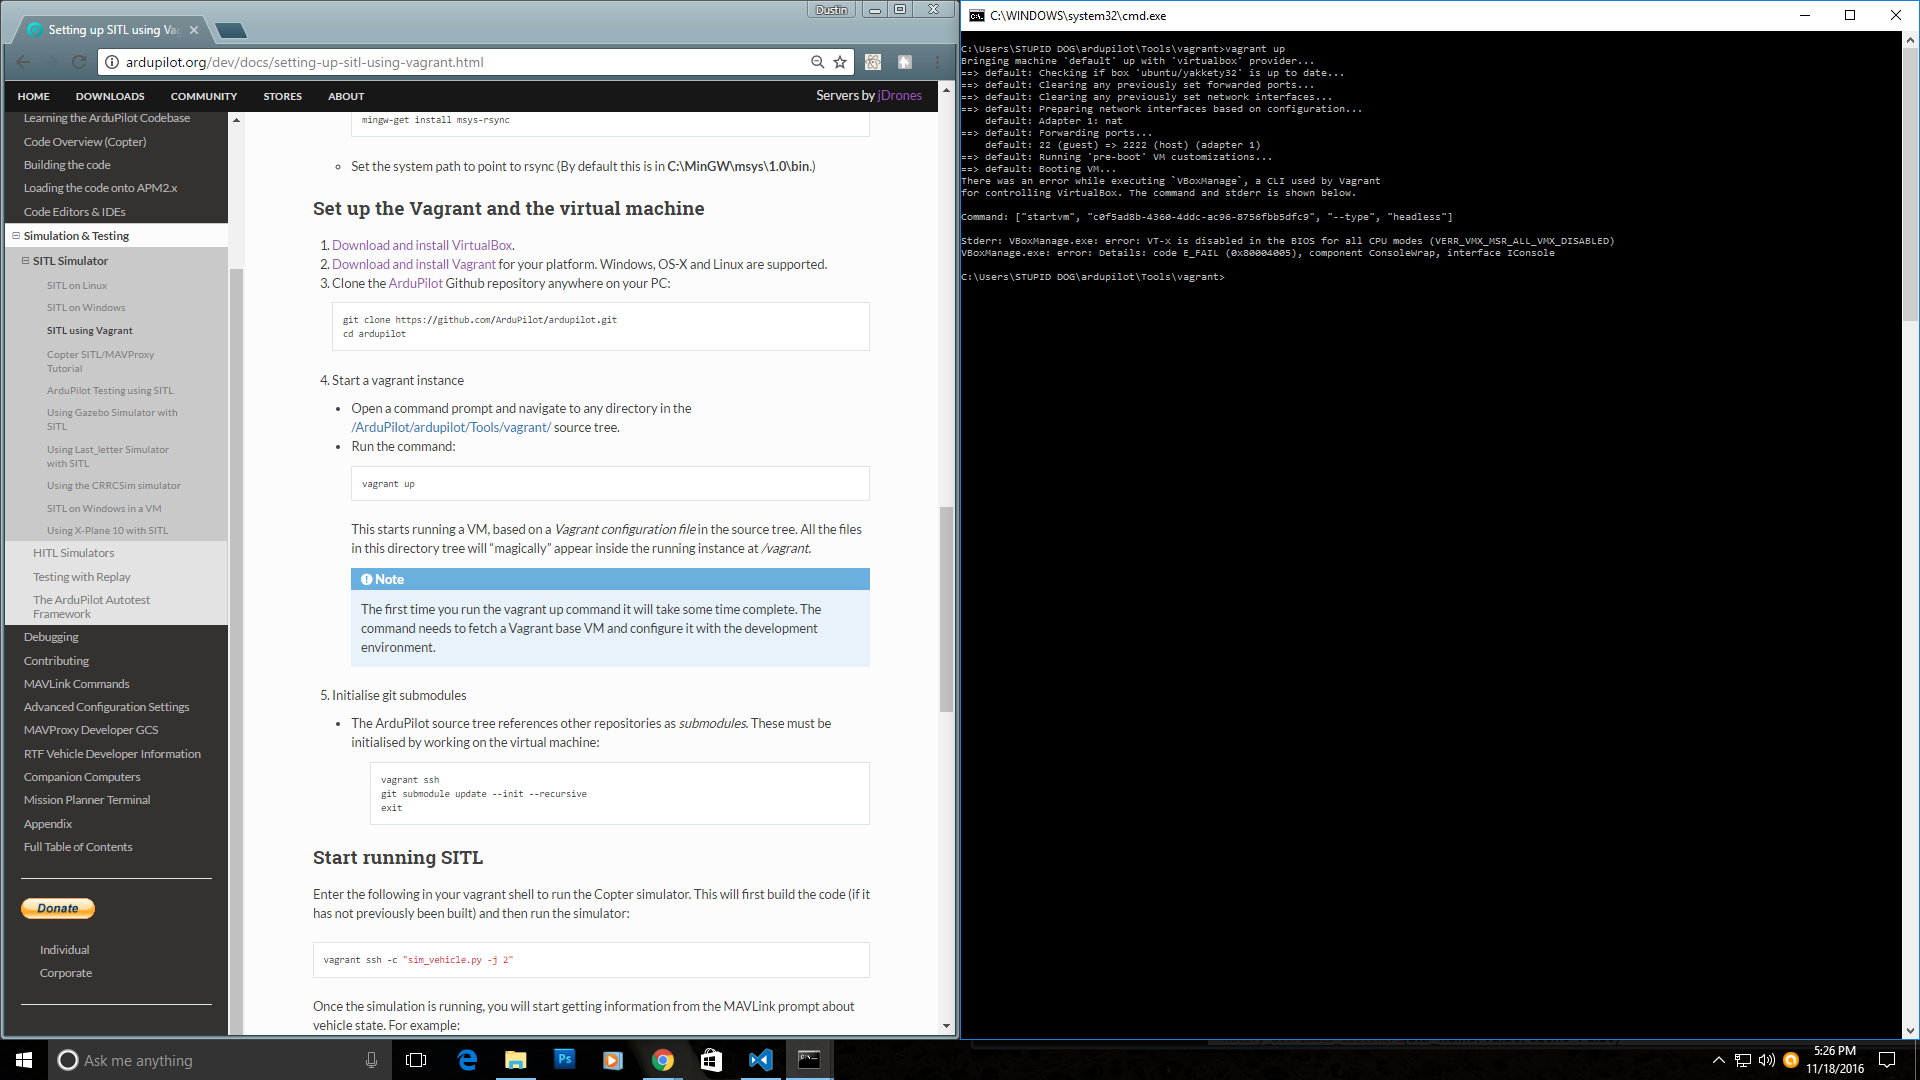 Dustin
Setting up SITL using Va
ardupilot.org/dev/docs/setting-up-sitl-using-vagrant.html
HOME DOWNLOADS COMMUNITY STORES ABOUT
Servers by jDrones
Learning the ArduPilot Codebase
Code Overview (Copter)
Building the code
Loading the code onto APM2.x
Code Editors & IDEs
Simulation & Testing
SITL Simulator
SITL on Linux
SITL on Windows
SITL using Vagrant
Copter SITL/MAVProxy
Tutorial
ArduPilot Testing using SITL
Using Gazebo Simulator with
SITL
Using Last_letter Simulator
with SITL
Using the CRRCSim simulator
SITL on Windows in a VM
Using X-Plane 10 with SITL
HITL Simulators
Testing with Replay
The ArduPilot Autotest
Framework
Debugging
Contributing
MAVLink Commands
Advanced Configuration Settings
MAVProxy Developer GCS
RTF Vehicle Developer Information
Companion Computers
Mission Planner Terminal
Appendix
Full Table of Contents
Donate
Individual
Corporate
mingw-get install msys-rsync
Set the system path to point to rsync (By default this is in C:\MinGW\msys\1.0\bin.)
Set up the Vagrant and the virtual machine
1. Download and install VirtualBox.
2. Download and install Vagrant for your platform. Windows, OS-X and Linux are supported.
3. Clone the ArduPilot Github repository anywhere on your PC:
git clone https://github.com/ArduPilot/ardupilot.git
cd ardupilot
4. Start a vagrant instance
Open a command prompt and navigate to any directory in the
/ArduPilot/ardupilot/Tools/vagrant/ source tree.
Run the command:
vagrant up
This starts running a VM, based on a Vagrant configuration file in the source tree. All the files
in this directory tree will “magically” appear inside the running instance at /vagrant.
Note
The first time you run the vagrant up command it will take some time complete. The
command needs to fetch a Vagrant base VM and configure it with the development
environment.
5. Initialise git submodules
The ArduPilot source tree references other repositories as submodules. These must be
initialised by working on the virtual machine:
vagrant ssh
git submodule update --init --recursive
exit
Start running SITL
Enter the following in your vagrant shell to run the Copter simulator. This will first build the code (if it
has not previously been built) and then run the simulator:
vagrant ssh -c "sim_vehicle.py -j 2"
Once the simulation is running, you will start getting information from the MAVLink prompt about
vehicle state. For example:
C:\WINDOWS\system32\cmd.exe
C:\Users\STUPID DOG\ardupilot\Tools\vagrant>vagrant up
Bringing machine 'default' up with 'virtualbox' provider...
==> default: Checking if box 'ubuntu/yakkety32' is up to date...
==> default: Clearing any previously set forwarded ports...
==> default: Clearing any previously set network interfaces...
==> default: Preparing network interfaces based on configuration...
default: Adapter 1: nat
==> default: Forwarding ports...
default: 22 (guest) => 2222 (host) (adapter 1)
==> default: Running 'pre-boot' VM customizations...
==> default: Booting VM...
There was an error while executing `VBoxManage`, a CLI used by Vagrant
for controlling VirtualBox. The command and stderr is shown below.
Command: ["startvm", "c0f5ad8b-4360-4ddc-ac96-8756fbb5dfc9", "--type", "headless"]
Stderr: VBoxManage.exe: error: VT-x is disabled in the BIOS for all CPU modes (VERR_VMX_MSR_ALL_VMX_DISABLED)
VBoxManage.exe: error: Details: code E_FAIL (0x80004005), component ConsoleWrap, interface IConsole
C:\Users\STUPID DOG\ardupilot\Tools\vagrant>
Ask me anything
Ps
5:26 PM
11/18/2016